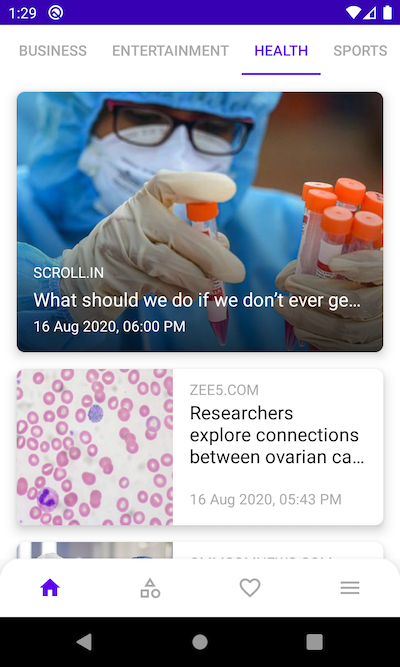 1:29
BUSINESS ENTERTAINMENT HEALTH SPORTS
SCROLL.IN
What should we do if we don’t ever ge…
16 Aug 2020, 06:00 PM
ZEE5.COM
Researchers
explore connections
between ovarian ca…
16 Aug 2020, 05:43 PM